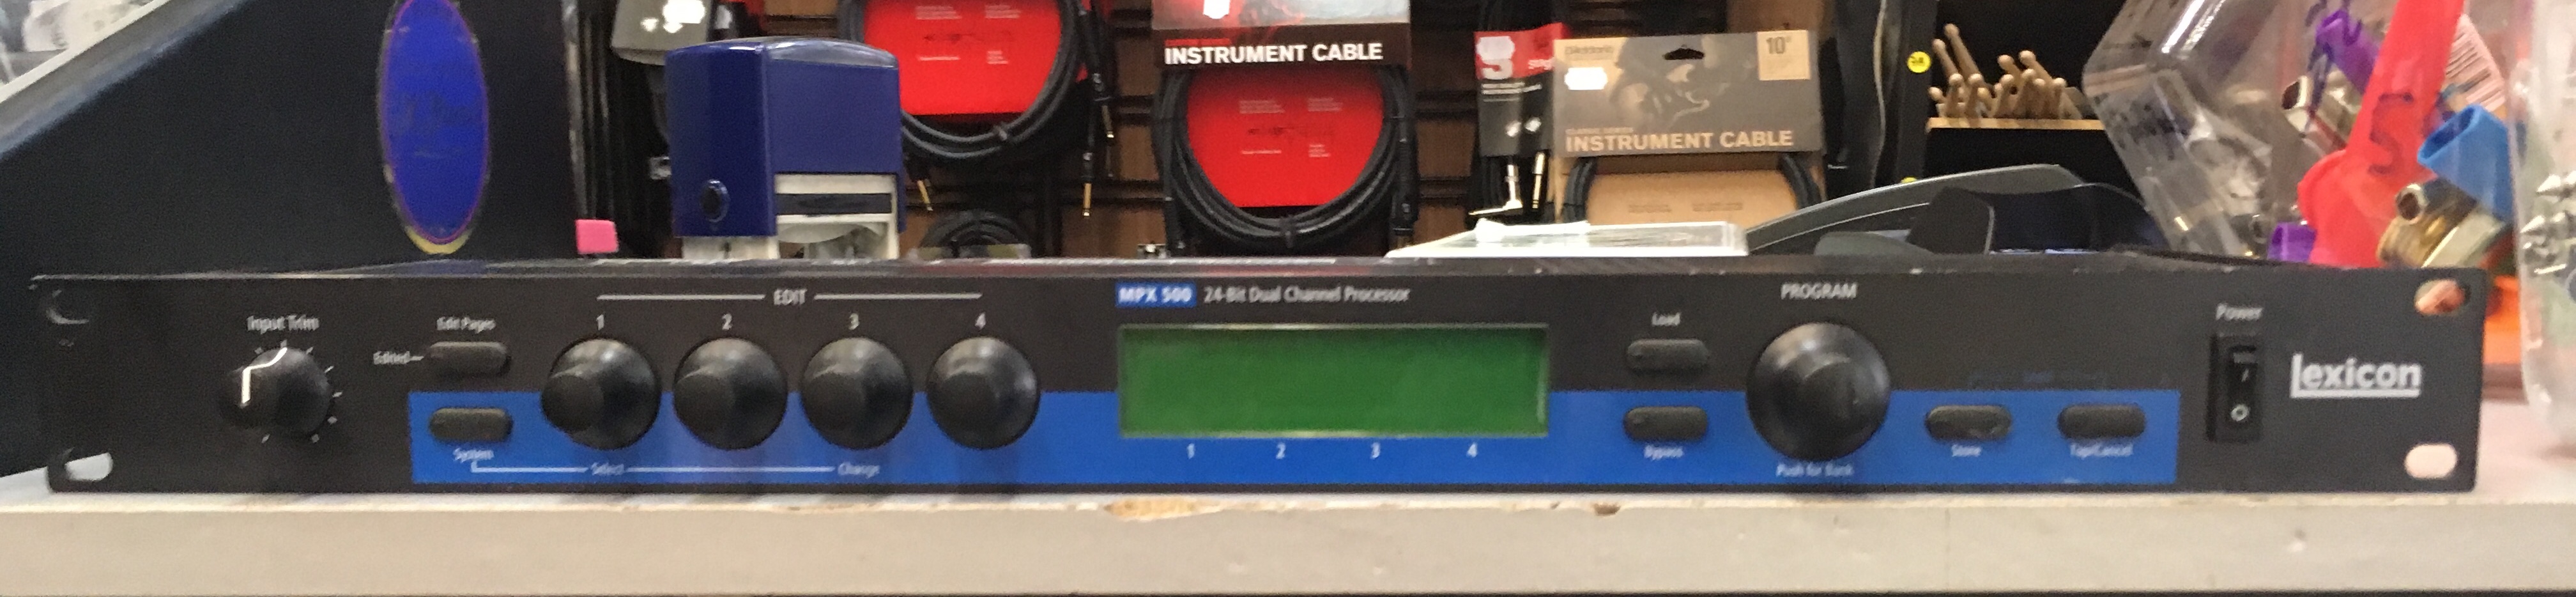 INSTRUMENT CABLE
10'
CLASSIC SERIES
INSTRUMENT CABLE
S
Input Trim
Edit Pages
Edited
System
EDIT
1 2 3 4
Select
Change
MPX 500 24-Bit Dual Channel Processor
1 2 3 4
Load
Bypass
PROGRAM
Push for Bank
Store
Tap/Cancel
Power
lexicon